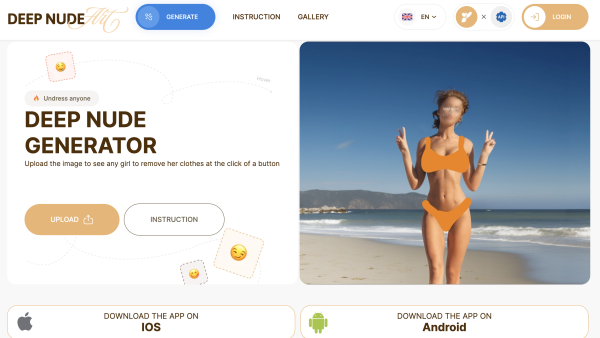 DEEP NUDE Art
GENERATE
INSTRUCTION
GALLERY
EN
API
LOGIN
Undress anyone
DEEP NUDE
GENERATOR
Upload the image to see any girl to remove her clothes at the click of a button
UPLOAD
INSTRUCTION
DOWNLOAD THE APP ON
IOS
DOWNLOAD THE APP ON
Android